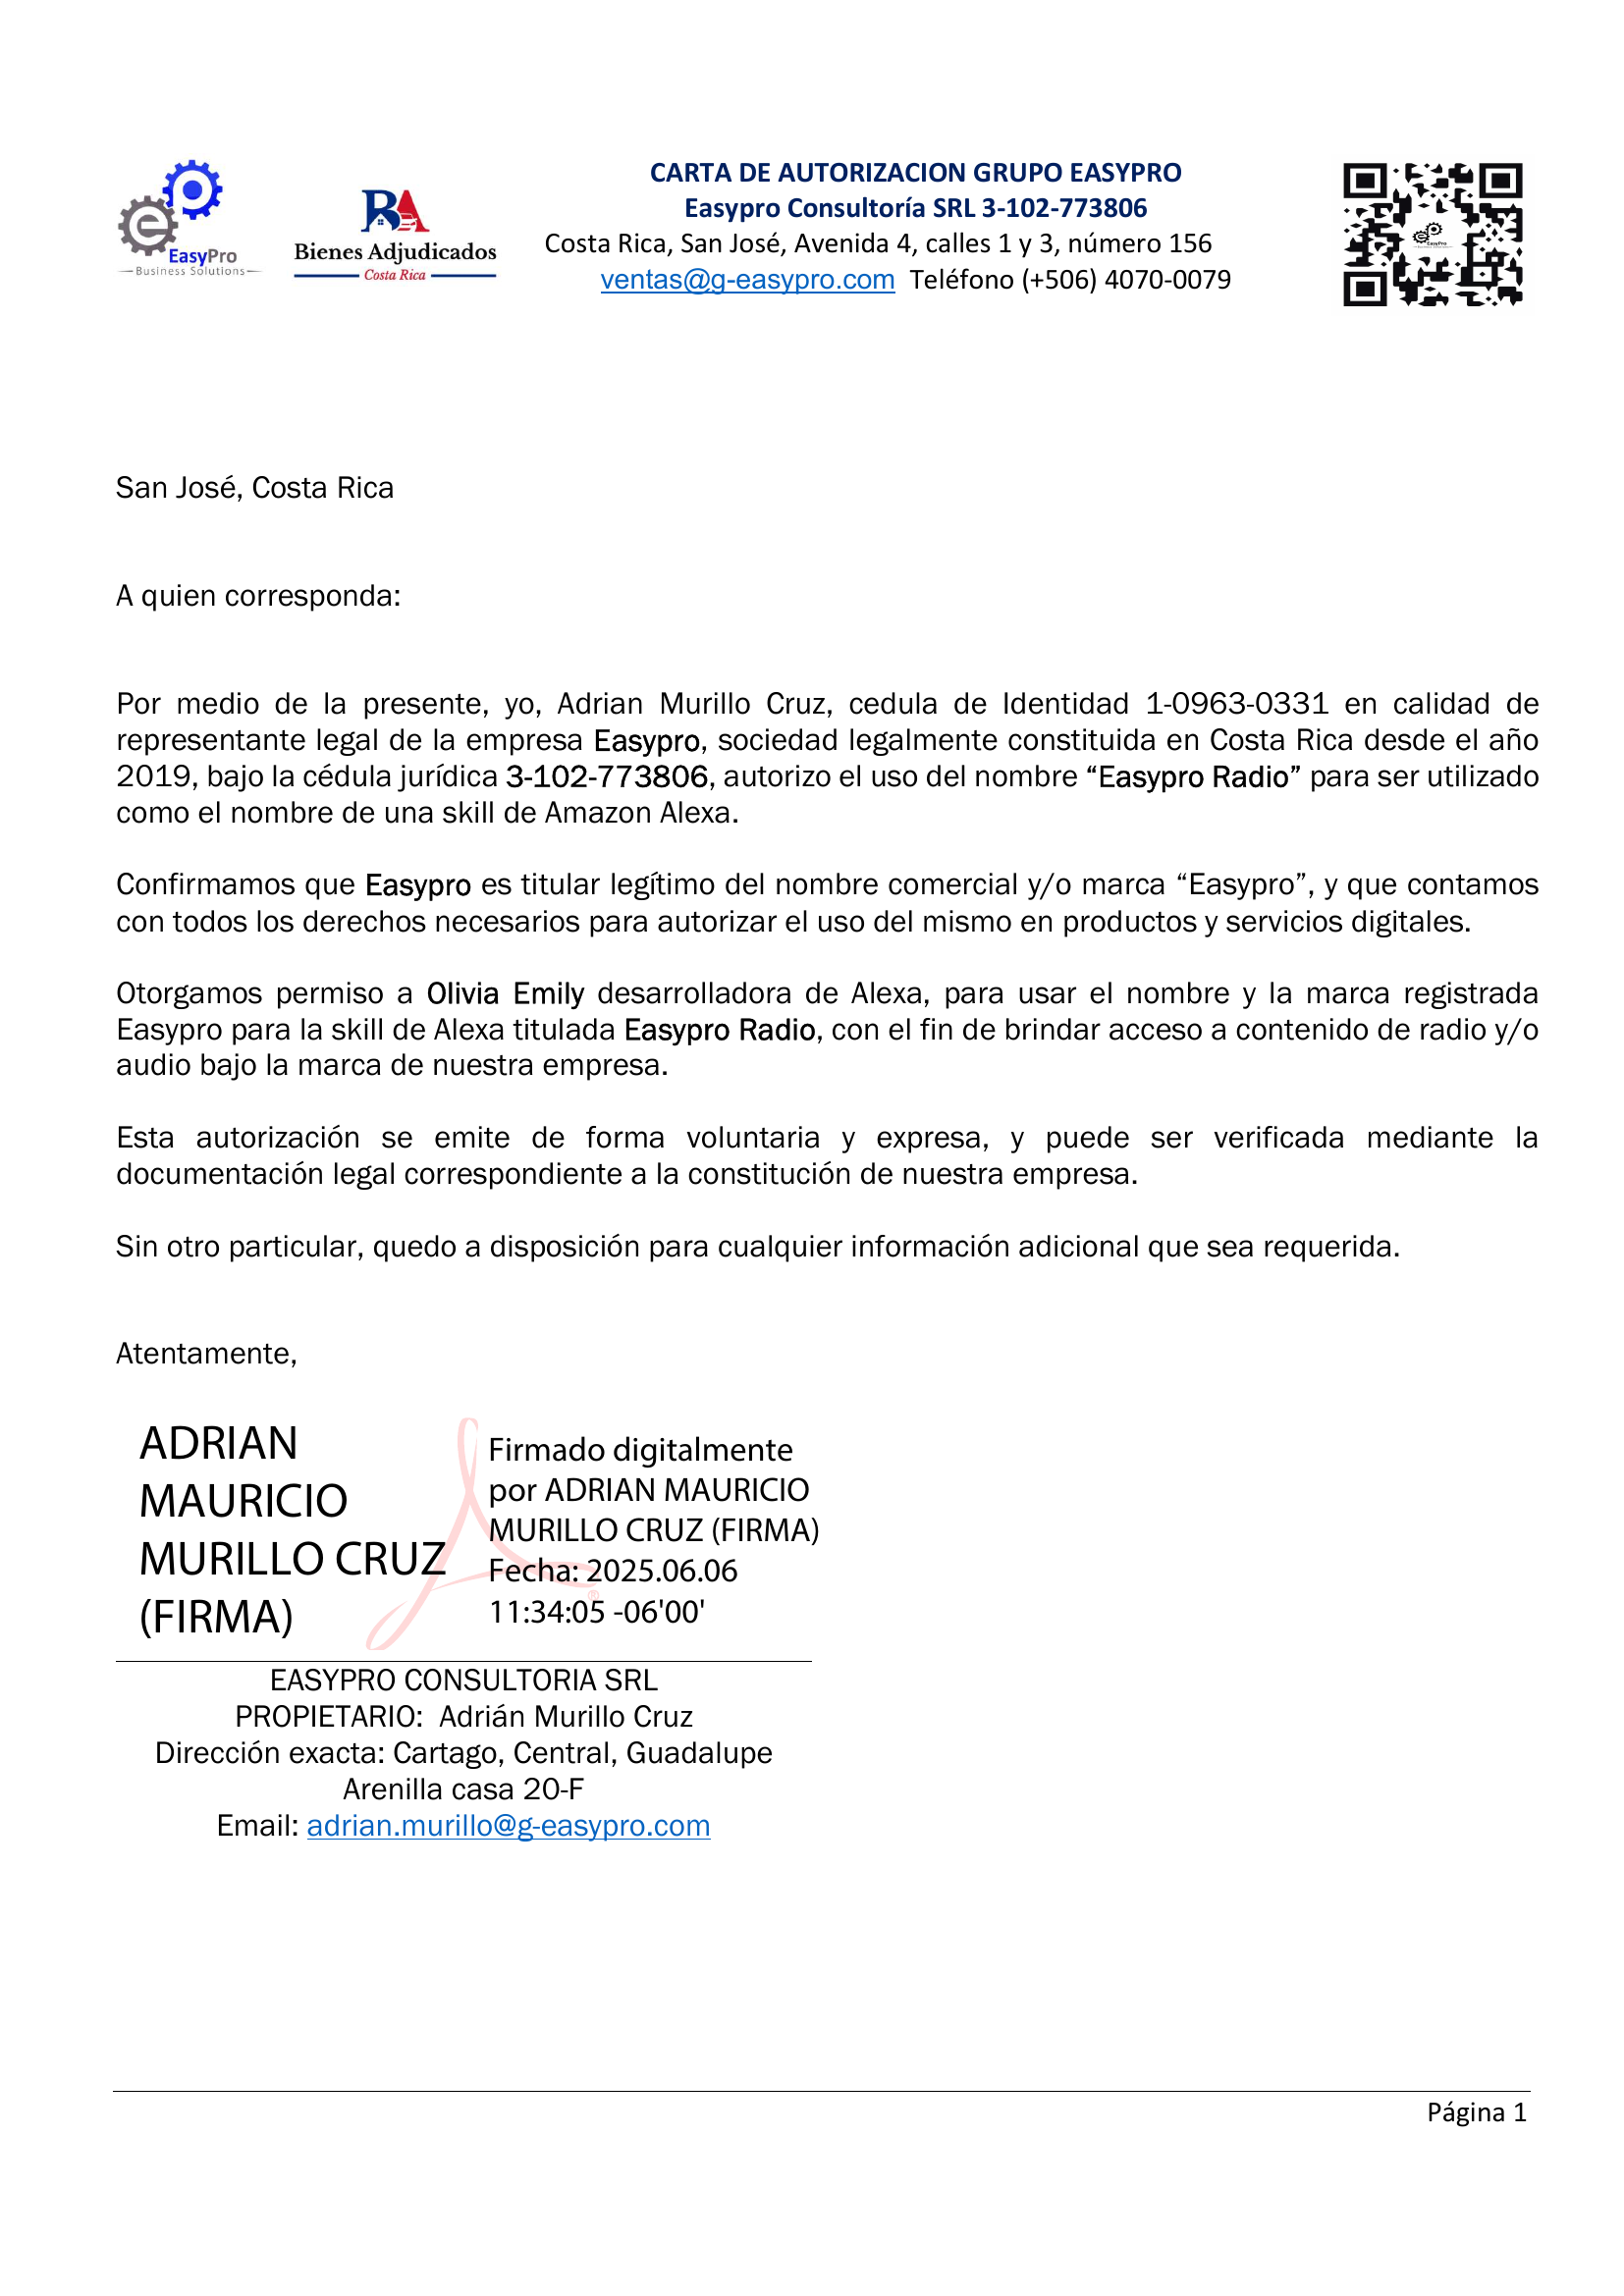 EasyPro
Business Solutions
BA
Bienes Adjudicados
Costa Rica
CARTA DE AUTORIZACION GRUPO EASYPRO
Easypro Consultoría SRL 3-102-773806
Costa Rica, San José, Avenida 4, calles 1 y 3, número 156
ventas@g-easypro.com Teléfono (+506) 4070-0079
San José, Costa Rica
A quien corresponda:
Por medio de la presente, yo, Adrian Murillo Cruz, cedula de Identidad 1-0963-0331 en calidad de
representante legal de la empresa Easypro, sociedad legalmente constituida en Costa Rica desde el año
2019, bajo la cédula jurídica 3-102-773806, autorizo el uso del nombre “Easypro Radio” para ser utilizado
como el nombre de una skill de Amazon Alexa.
Confirmamos que Easypro es titular legítimo del nombre comercial y/o marca “Easypro”, y que contamos
con todos los derechos necesarios para autorizar el uso del mismo en productos y servicios digitales.
Otorgamos permiso a Olivia Emily desarrolladora de Alexa, para usar el nombre y la marca registrada
Easypro para la skill de Alexa titulada Easypro Radio, con el fin de brindar acceso a contenido de radio y/o
audio bajo la marca de nuestra empresa.
Esta autorización se emite de forma voluntaria y expresa, y puede ser verificada mediante la
documentación legal correspondiente a la constitución de nuestra empresa.
Sin otro particular, quedo a disposición para cualquier información adicional que sea requerida.
Atentamente,
ADRIAN
MAURICIO
MURILLO CRUZ
(FIRMA)
Firmado digitalmente
por ADRIAN MAURICIO
MURILLO CRUZ (FIRMA)
Fecha: 2025.06.06
11:34:05 -06'00'
EASYPRO CONSULTORIA SRL
PROPIETARIO: Adrián Murillo Cruz
Dirección exacta: Cartago, Central, Guadalupe
Arenilla casa 20-F
Email: adrian.murillo@g-easypro.com
Página 1